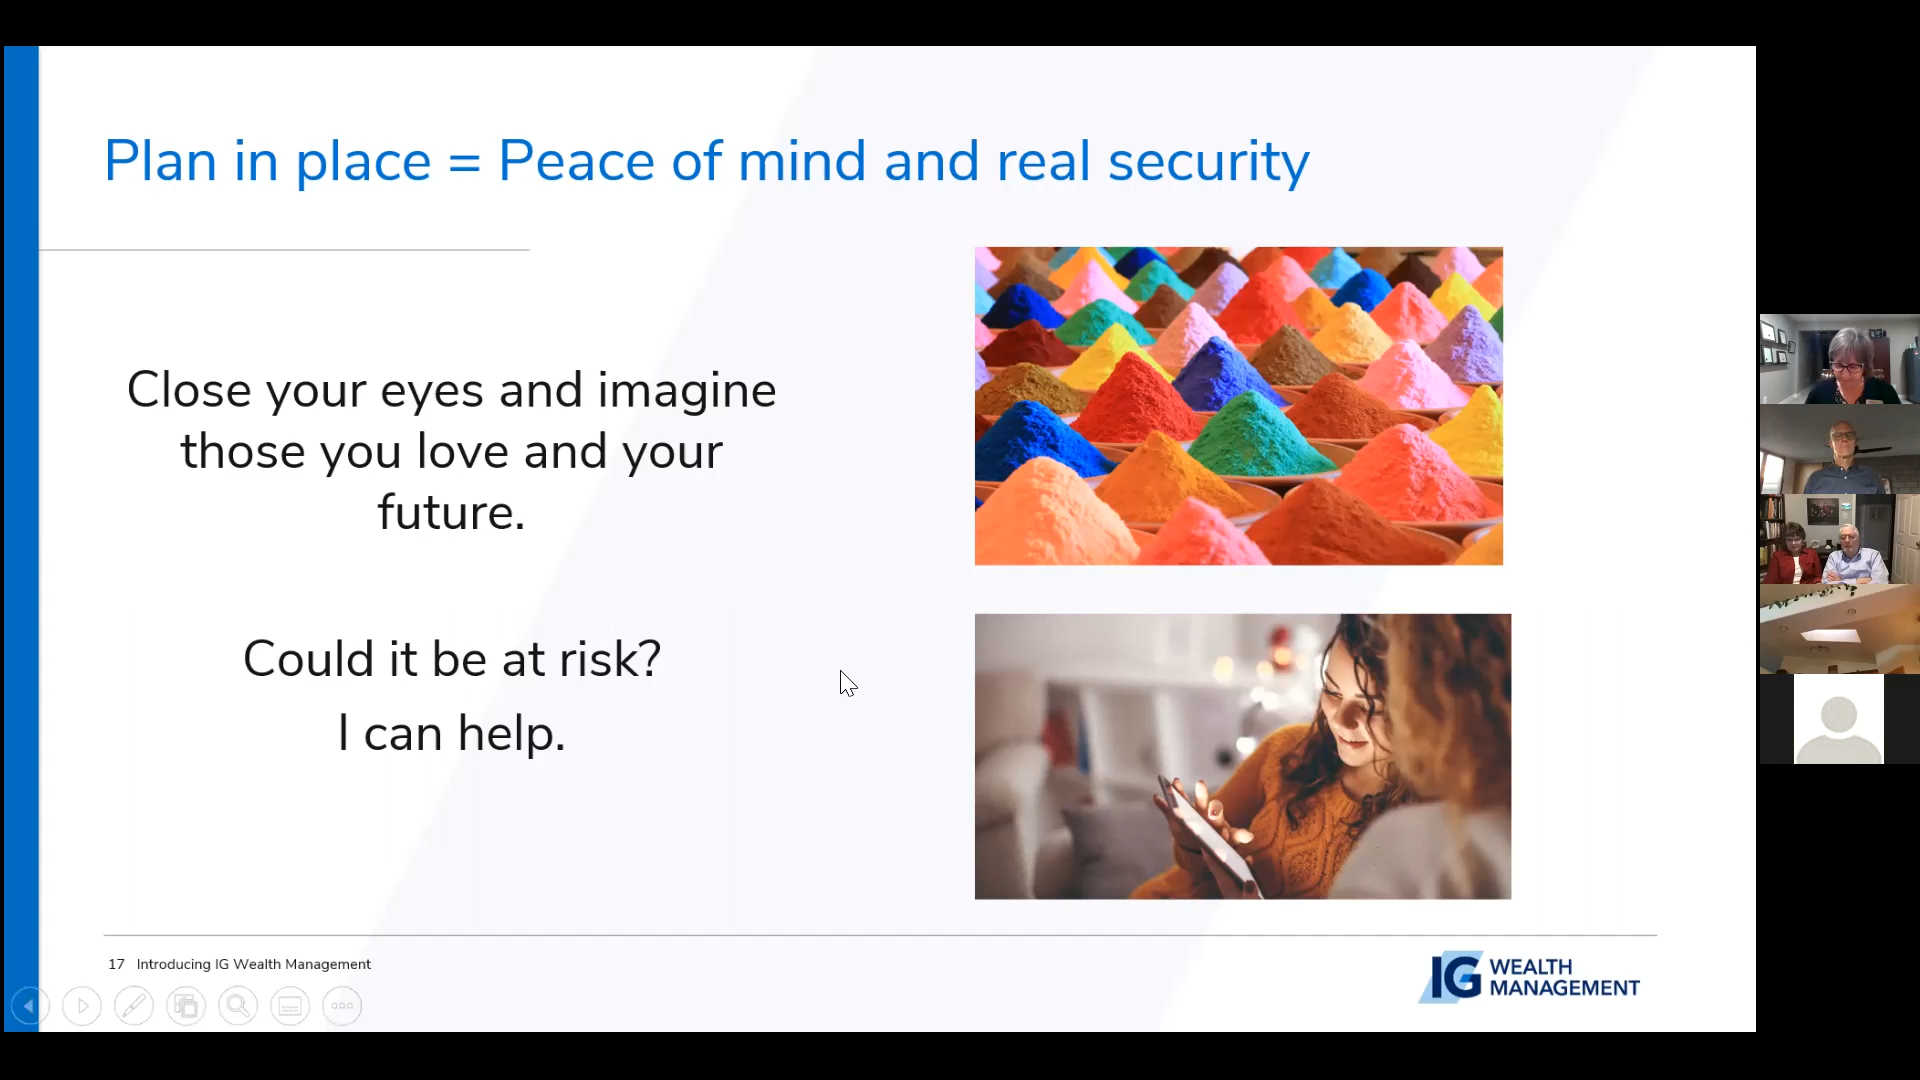 Plan in place = Peace of mind and real security
Close your eyes and imagine
those you love and your
future.
Could it be at risk?
I can help.
17 Introducing IG Wealth Management
IG WEALTH
MANAGEMENT